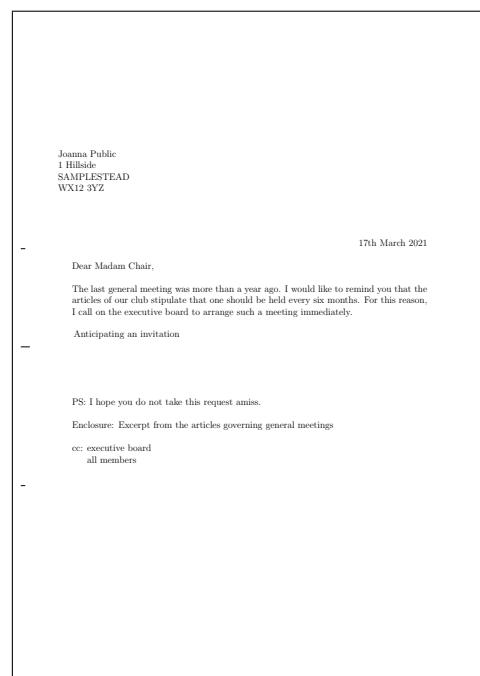 Joanna Public
1 Hillside
SAMPLESTEAD
WX12 3YZ
17th March 2021
Dear Madam Chair,
The last general meeting was more than a year ago. I would like to remind you that the
articles of our club stipulate that one should be held every six months. For this reason,
I call on the executive board to arrange such a meeting immediately.
Anticipating an invitation
PS: I hope you do not take this request amiss.
Enclosure: Excerpt from the articles governing general meetings
cc: executive board
all members